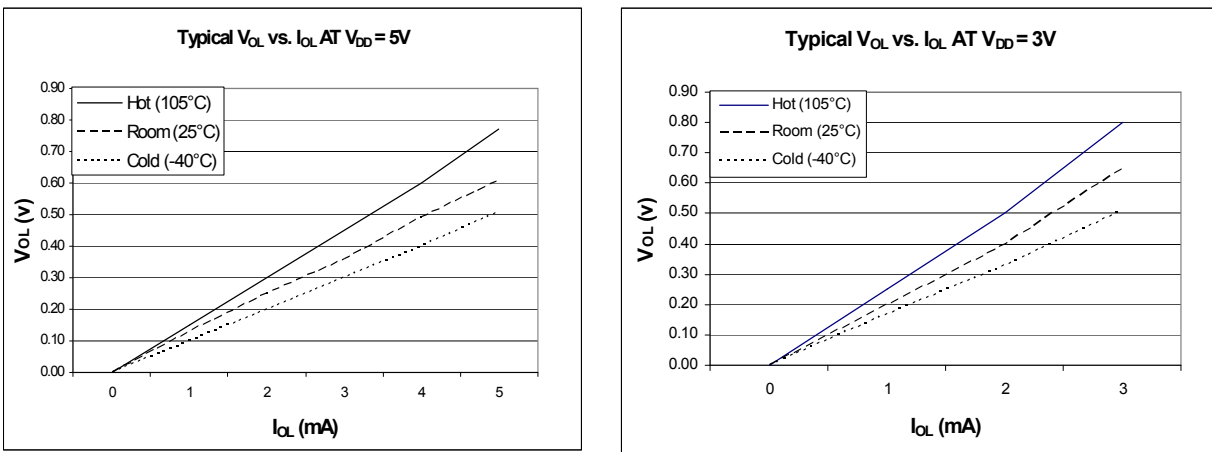 Typical VOL vs. IOL AT VDD = 5V
0.90
0.80
0.70
0.60
0.50
0.40
0.30
0.20
0.10
0.00
VOL (v)
Hot (105°C)
Room (25°C)
Cold (-40°C)
0 1 2 3 4 5
IOL (mA)
Typical VOL vs. IOL AT VDD = 3V
0.90
0.80
0.70
0.60
0.50
0.40
0.30
0.20
0.10
0.00
VOL (v)
Hot (105°C)
Room (25°C)
Cold (-40°C)
0 1 2 3
IOL (mA)